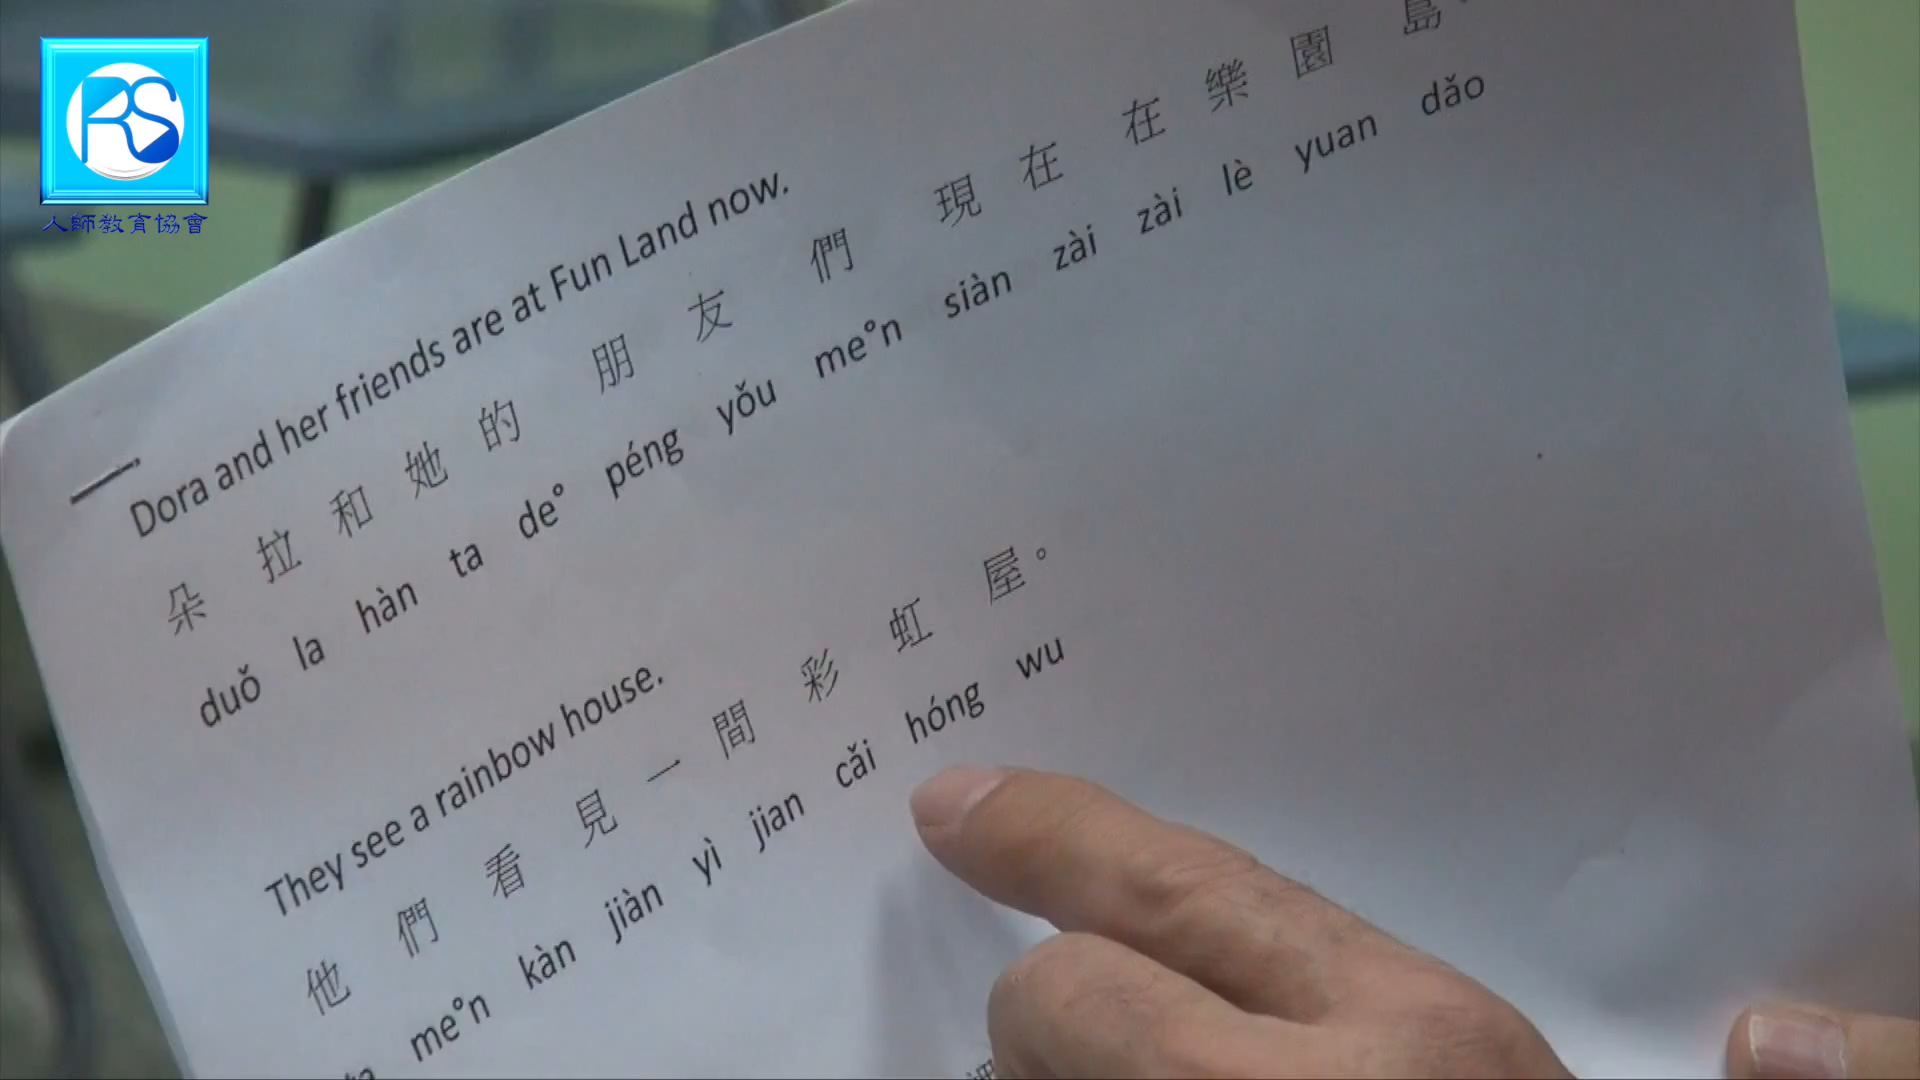 RS
人師教育協會
Dora and her friends are at Fun Land now.
朵 拉 和 她 的 朋 友 們 現 在 在 樂 園 島。
duǒ la hàn ta de° péng yǒu me°n siàn zài zài lè yuan dǎo
They see a rainbow house.
他 們 看 見 一 間 彩 虹 屋。
ta me°n kàn jiàn yì jian cǎi hóng wu